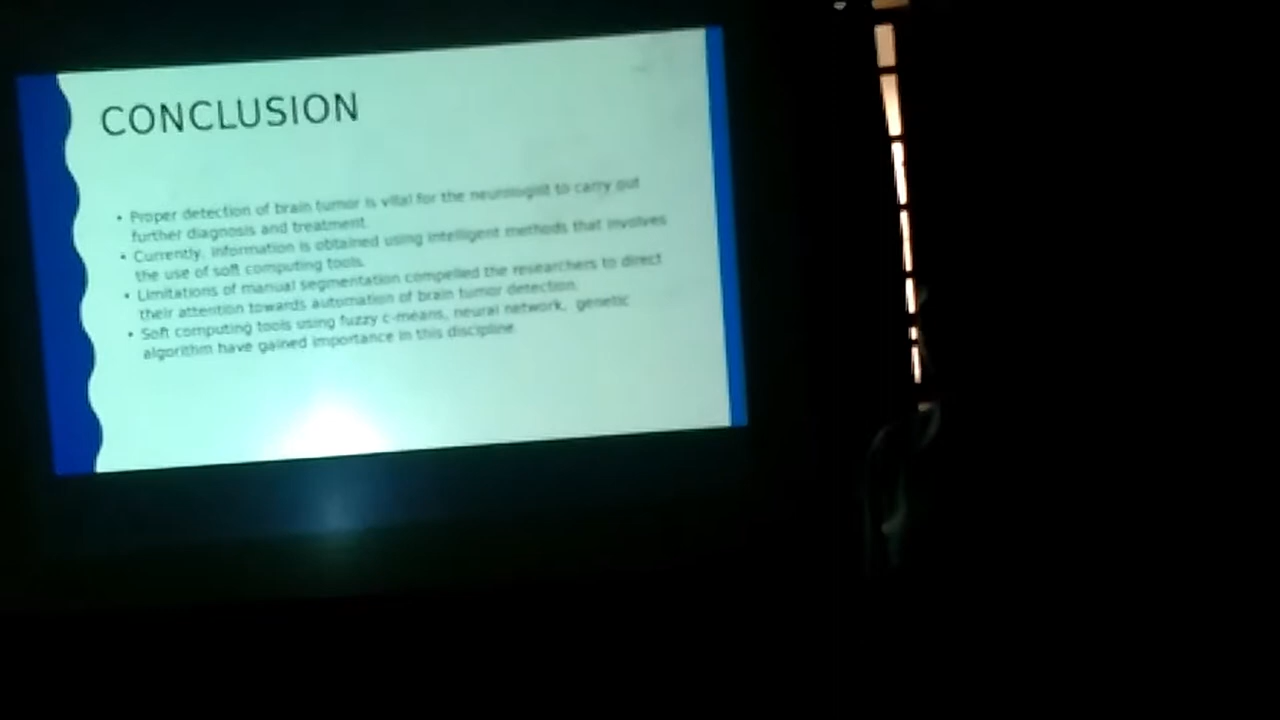 CONCLUSION
• Proper detection of brain tumor is vital for the neurologist to carry out
further diagnosis and treatment.
• Currently, information is obtained using intelligent methods that involves
the use of soft computing tools.
• Limitations of manual segmentation compelled the researchers to direct
their attention towards automation of brain tumor detection.
• Soft computing tools using fuzzy c-means, neural network, genetic
algorithm have gained importance in this discipline